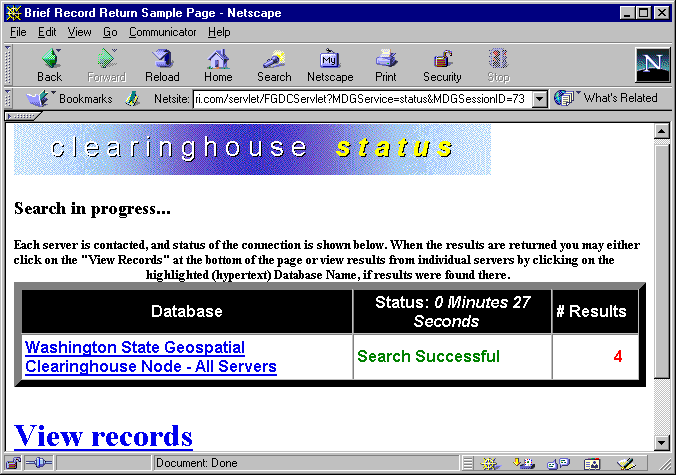 Brief Record Return Sample Page - Netscape
File Edit View Go Communicator Help
My
N
Back Forward Reload Home Search Netscape Print Security Stop
Bookmarks Netsite: ri.com/servlet/FGDCServlet?MDGService=status&MDGSessionID=73 What's Related
clearinghouse status
Search in progress...
Each server is contacted, and status of the connection is shown below. When the results are returned you may either
click on the "View Records" at the bottom of the page or view results from individual servers by clicking on the
highlighted (hypertext) Database Name, if results were found there.
Database Status: 0 Minutes 27 # Results
Seconds
Washington State Geospatial
Clearinghouse Node - All Servers Search Successful 4
View records
Document: Done